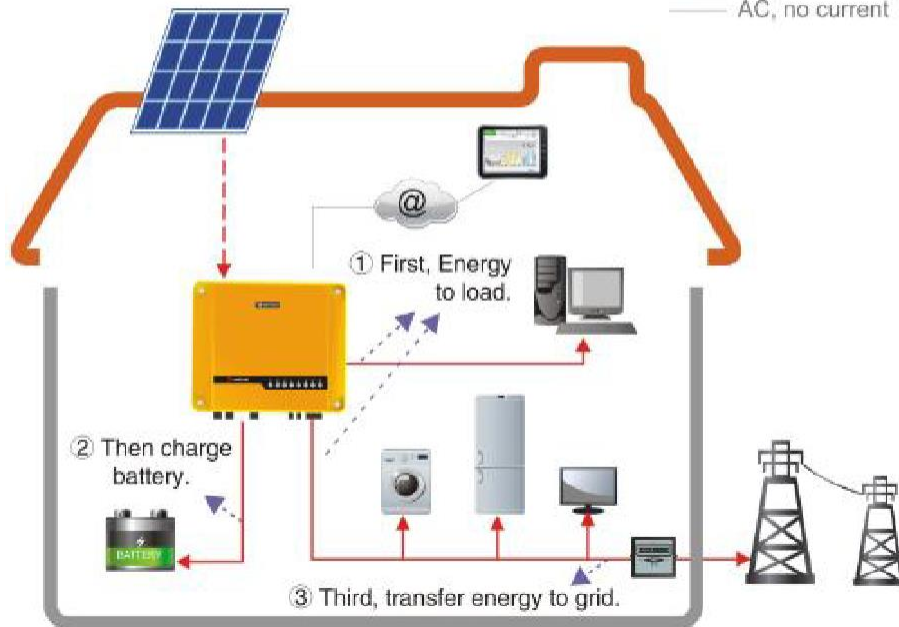 AC, no current
@
① First, Energy
to load.
② Then charge
battery.
BATTERY
③ Third, transfer energy to grid.